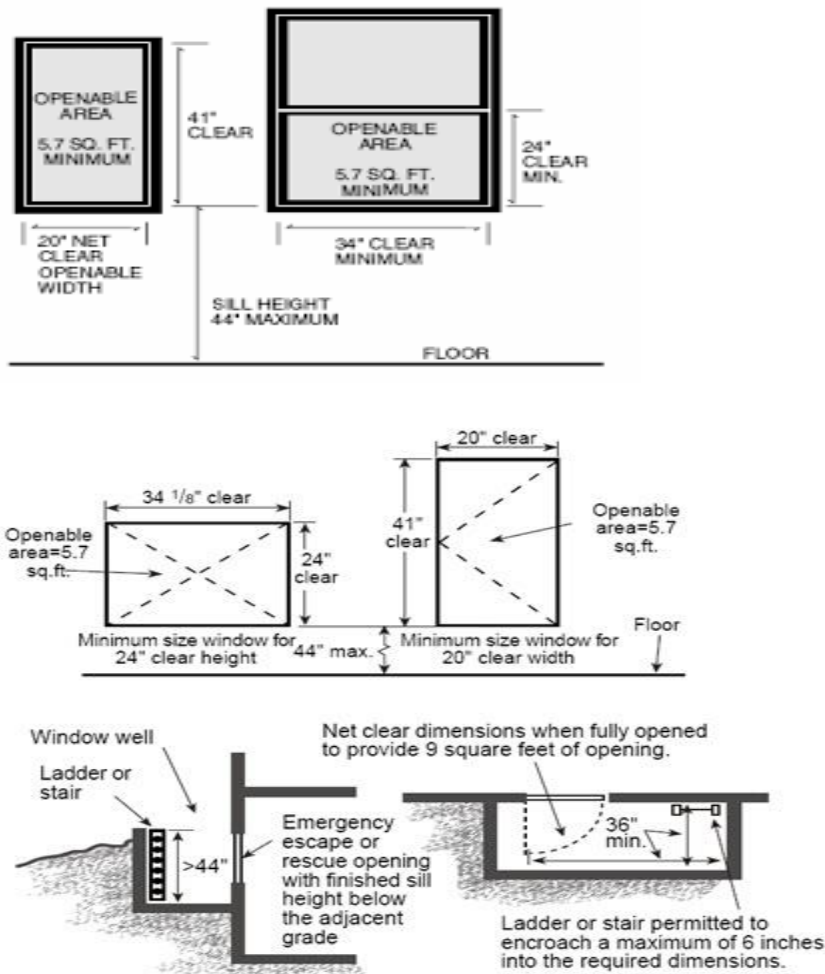 OPENABLE
AREA
5.7 SQ. FT.
MINIMUM
41"
CLEAR
20" NET
CLEAR
OPENABLE
WIDTH
OPENABLE
AREA
5.7 SQ. FT.
MINIMUM
24"
CLEAR
MIN.
34" CLEAR
MINIMUM
SILL HEIGHT
44" MAXIMUM
FLOOR
34 1/8" clear
Openable
area=5.7
sq.ft.
24"
clear
Minimum size window for
24" clear height
44" max.
20" clear
41"
clear
Openable
area=5.7
sq.ft.
Minimum size window for
20" clear width
Floor
Window well
Ladder or
stair
>44"
Emergency
escape or
rescue opening
with finished sill
height below
the adjacent
grade
Net clear dimensions when fully opened
to provide 9 square feet of opening.
36"
min.
Ladder or stair permitted to
encroach a maximum of 6 inches
into the required dimensions.